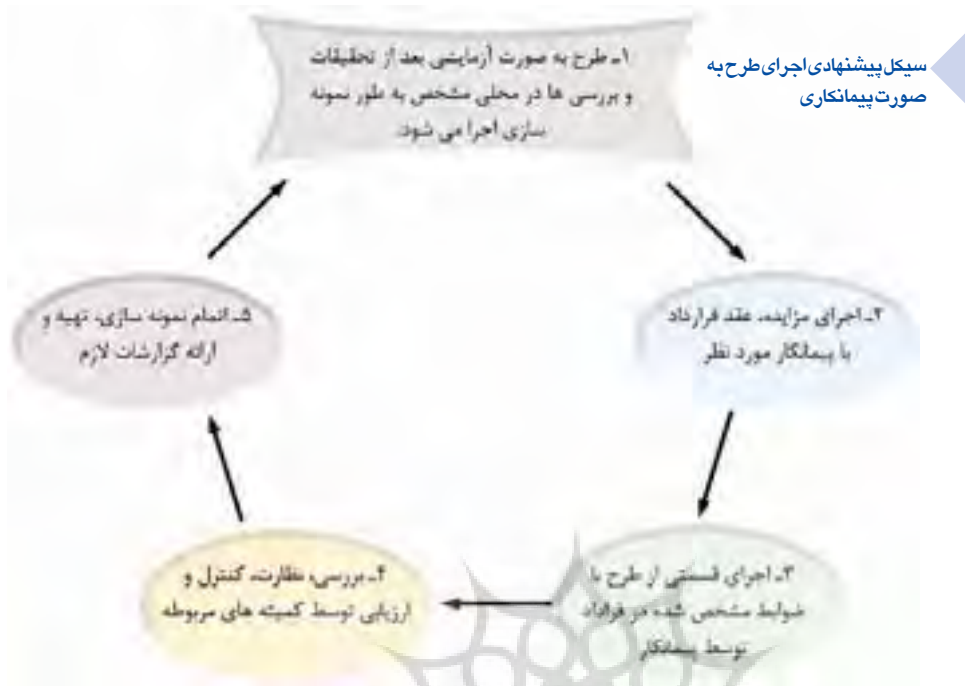 سیکل پیشنهادی اجرای طرح به
صورت پیمانکاری
۱ـ طرح به صورت آزمایشی بعد از تحقیقات
و بررسی ها در محلی مشخص به طور نمونه
سازی اجرا می شود.
۲ـ اجرای مزایده، عقد قرارداد
با پیمانکار مورد نظر
۳ـ اجرای قسمتی از طرح با
ضوابط مشخص شده در قراداد
توسط پیمانکار
۴ـ بررسی، نظارت، کنترل و
ارزیابی توسط کمیته های مربوطه
۵ـ اتمام نمونه سازی، تهیه و
ارائه گزارشات لازم